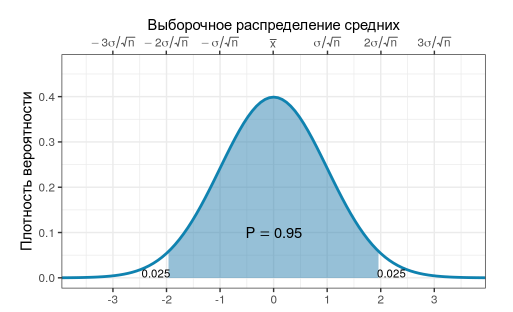 Выборочное распределение средних
− 3σ/√n − 2σ/√n − σ/√n x̅ σ/√n 2σ/√n 3σ/√n
Плотность вероятности
0.4
0.3
0.2
0.1
0.0
P = 0.95
0.025 0.025
-3 -2 -1 0 1 2 3